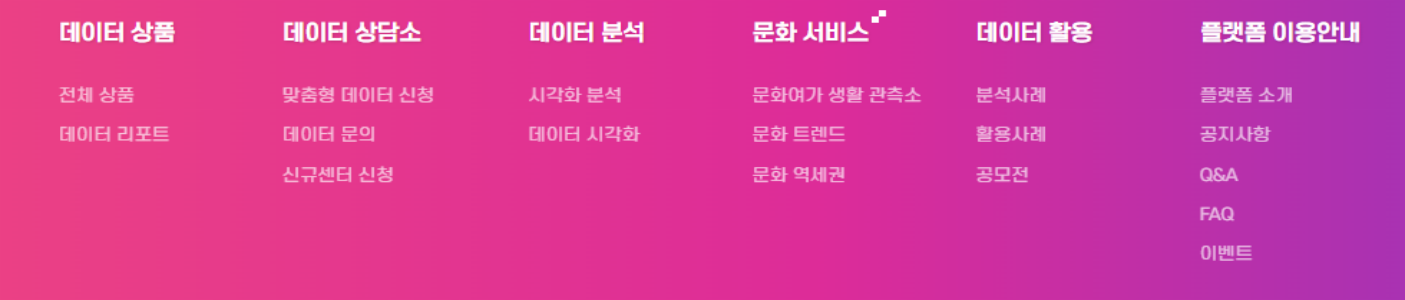 데이터 상품
전체 상품
데이터 리포트
데이터 상담소
맞춤형 데이터 신청
데이터 문의
신규센터 신청
데이터 분석
시각화 분석
데이터 시각화
문화 서비스
문화여가 생활 관측소
문화 트렌드
문화 역세권
데이터 활용
분석사례
활용사례
공모전
플랫폼 이용안내
플랫폼 소개
공지사항
Q&A
FAQ
이벤트